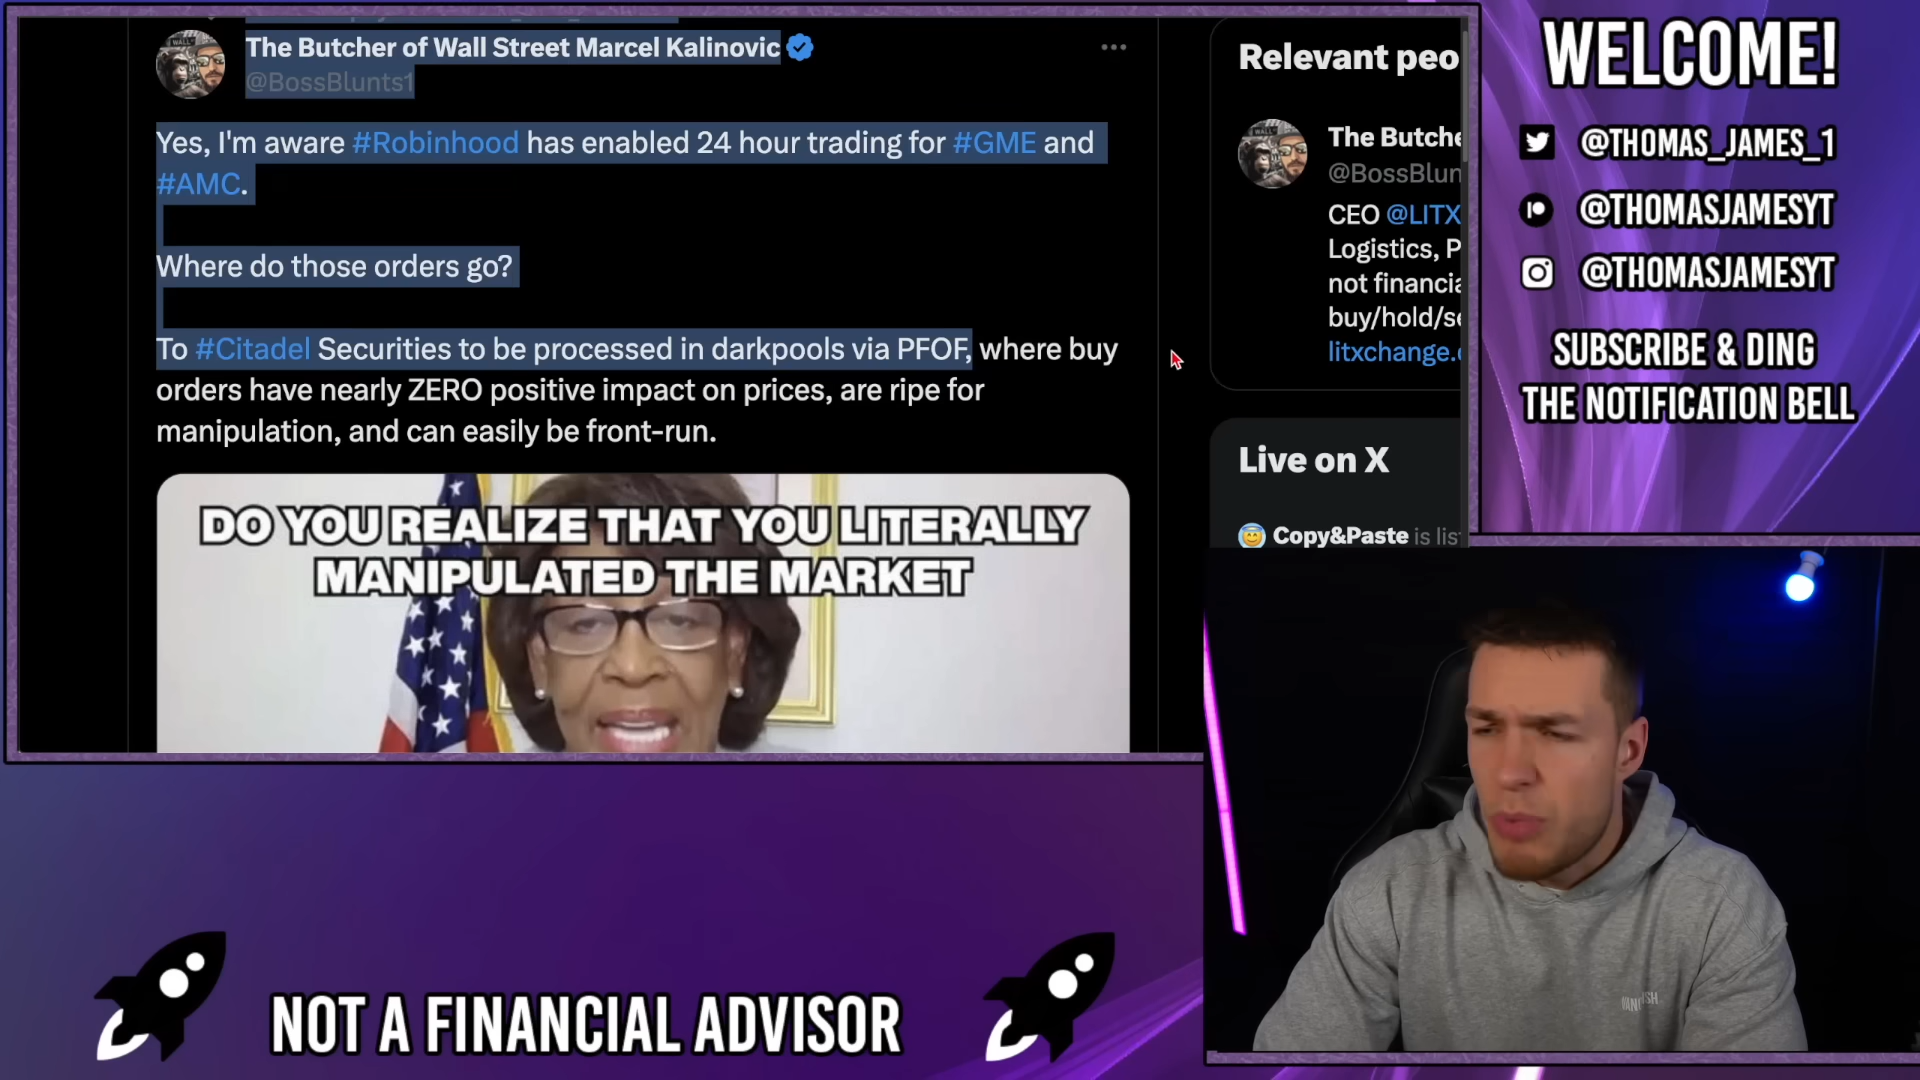 The Butcher of Wall Street Marcel Kalinovic
@BossBlunts1
Yes, I'm aware #Robinhood has enabled 24 hour trading for #GME and
#AMC.
Where do those orders go?
To #Citadel Securities to be processed in darkpools via PFOF, where buy
orders have nearly ZERO positive impact on prices, are ripe for
manipulation, and can easily be front-run.
DO YOU REALIZE THAT YOU LITERALLY
MANIPULATED THE MARKET
Relevant peo
The Butche
@BossBlun
CEO @LITX
Logistics, P
not financia
buy/hold/se
litxchange.c
Live on X
Copy&Paste is lis
WELCOME!
@THOMAS_JAMES_1
@THOMASJAMESYT
@THOMASJAMESYT
SUBSCRIBE & DING
THE NOTIFICATION BELL
NOT A FINANCIAL ADVISOR